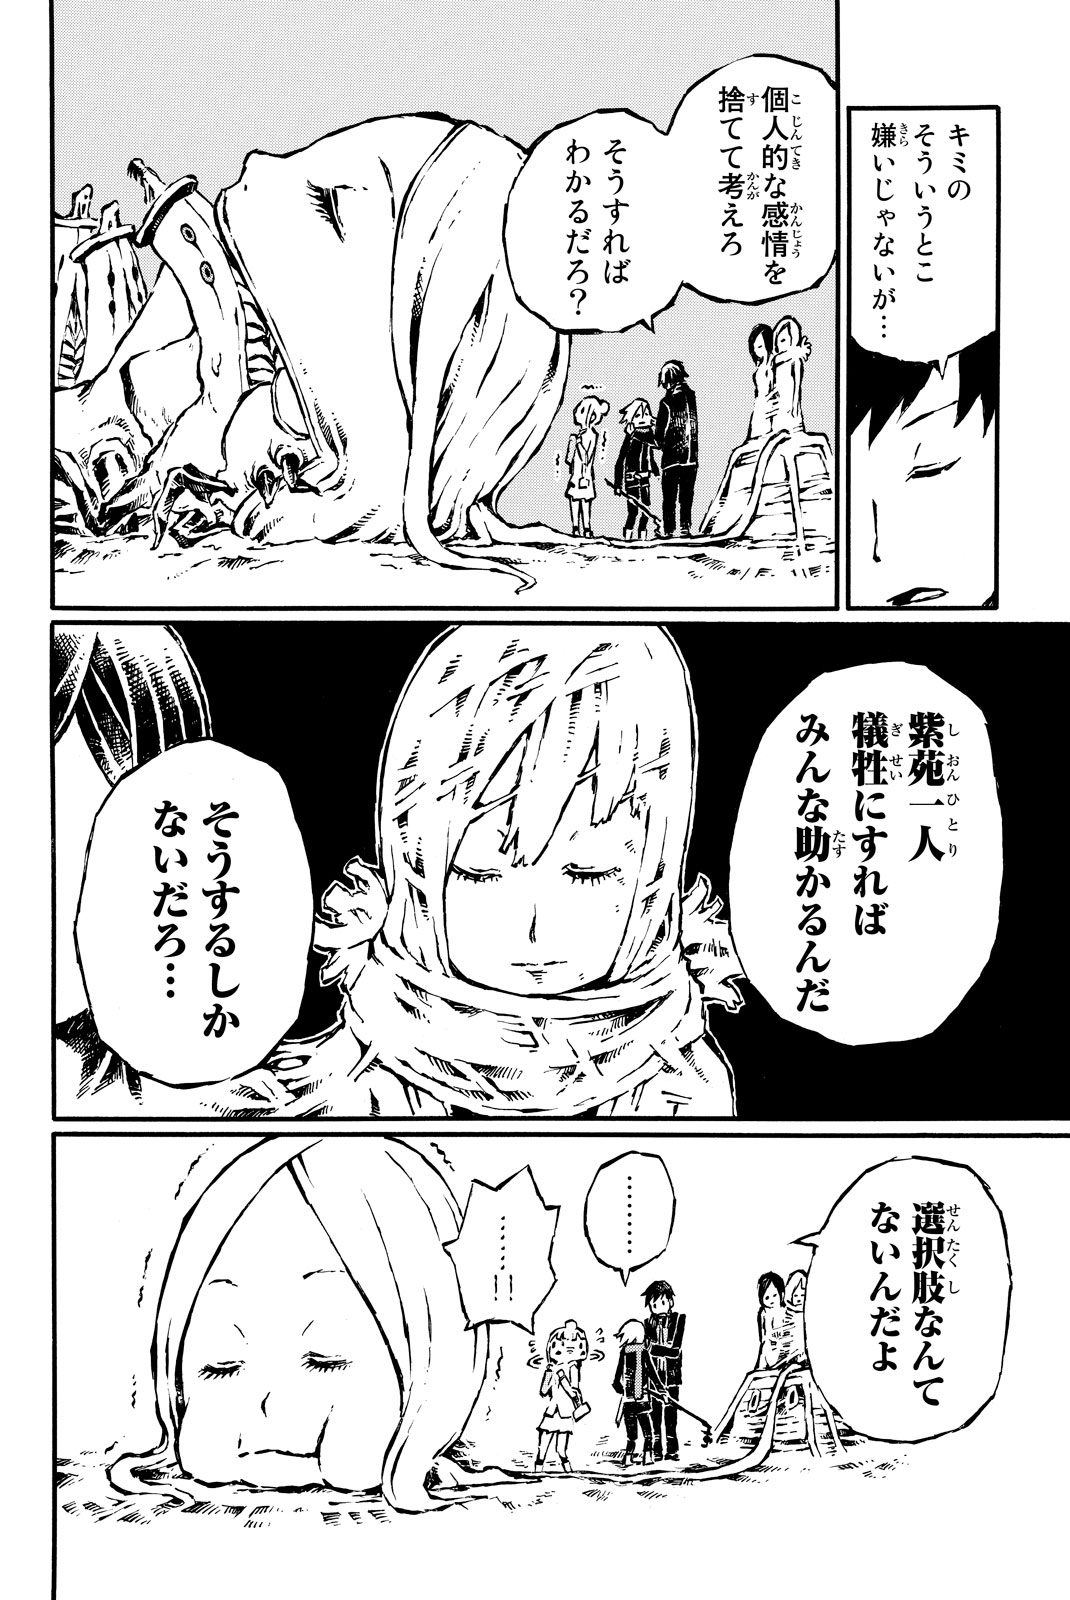 キミの
そういうとこ
嫌いじゃないが…
個人的な感情を
捨てて考えろ
そうすれば
わかるだろ？
紫苑一人
犠牲にすれば
みんな助かるんだ
そうするしか
ないだろ…
選択肢なんて
ないんだよ
………
……!!